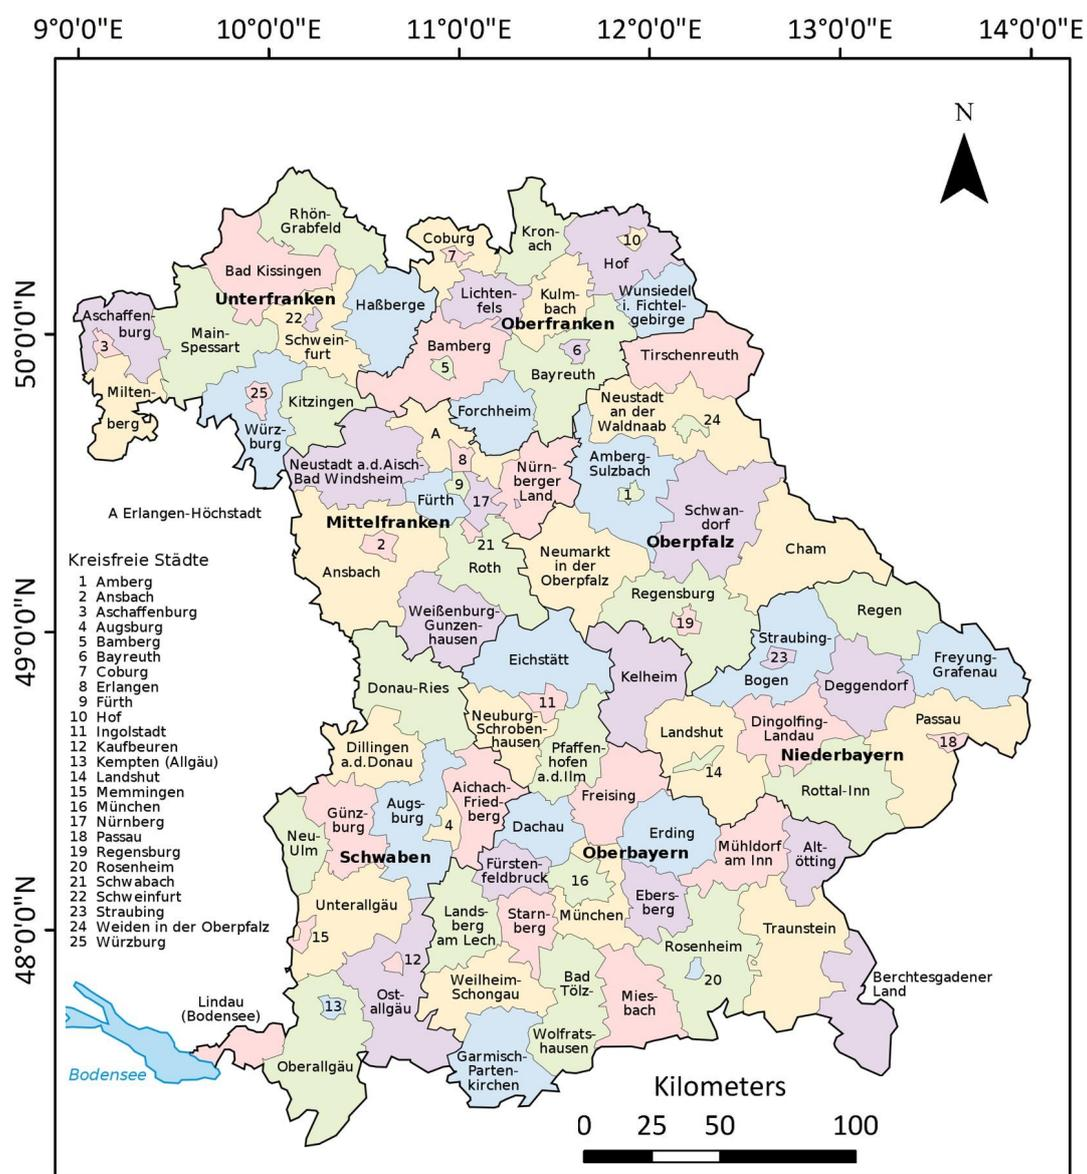 9°0'0"E 10°0'0"E 11°0'0"E 12°0'0"E 13°0'0"E 14°0'0"E
N
Rhön-
Grabfeld
Coburg
7
Kron-
ach
10
Hof
Bad Kissingen
Unterfranken
Haßberge
Lichten-
fels
Kulm-
bach
Oberfranken
Wunsiedel
i. Fichtel-
gebirge
50°0'0"N
Aschaffen-
burg
3
Main-
Spessart
22
Schwein-
furt
Bamberg
5
6
Bayreuth
Tirschenreuth
Milten-
berg
25
Würz-
burg
Kitzingen
Forchheim
Neustadt
an der
Waldnaab
24
A
8
Neustadt a.d.Aisch-
Bad Windsheim
9
Fürth
17
Nürn-
berger
Land
Amberg-
Sulzbach
1
Schwan-
dorf
Oberpfalz
A Erlangen-Höchstadt
Mittelfranken
2
Ansbach
21
Roth
Neumarkt
in der
Oberpfalz
Cham
Kreisfreie Städte
1 Amberg
2 Ansbach
3 Aschaffenburg
4 Augsburg
5 Bamberg
6 Bayreuth
7 Coburg
8 Erlangen
9 Fürth
10 Hof
11 Ingolstadt
12 Kaufbeuren
13 Kempten (Allgäu)
14 Landshut
15 Memmingen
16 München
17 Nürnberg
18 Passau
19 Regensburg
20 Rosenheim
21 Schwabach
22 Schweinfurt
23 Straubing
24 Weiden in der Oberpfalz
25 Würzburg
49°0'0"N
Weißenburg-
Gunzen-
hausen
Regensburg
19
Regen
Straubing-
23
Bogen
Eichstätt
Kelheim
Deggendorf
Freyung-
Grafenau
Donau-Ries
11
Neuburg-
Schroben-
hausen
Pfaffen-
hofen
a.d.Ilm
Landshut
14
Dingolfing-
Landau
Niederbayern
Passau
18
Rottal-Inn
Dillingen
a.d.Donau
Günz-
burg
Augs-
burg
4
Aichach-
Fried-
berg
Freising
Neu-
Ulm
Schwaben
Dachau
Erding
Oberbayern
Mühldorf
am Inn
Alt-
ötting
Fürsten-
feldbruck
16
München
Ebers-
berg
48°0'0"N
Unterallgäu
15
Lands-
berg
am Lech
Starn-
berg
Rosenheim
20
Traunstein
12
Ost-
allgäu
Weilheim-
Schongau
Bad
Tölz-
Wolfrats-
hausen
Mies-
bach
Berchtesgadener
Land
Lindau
(Bodensee)
13
Oberallgäu
Garmisch-
Parten-
kirchen
Bodensee
Kilometers
0 25 50 100